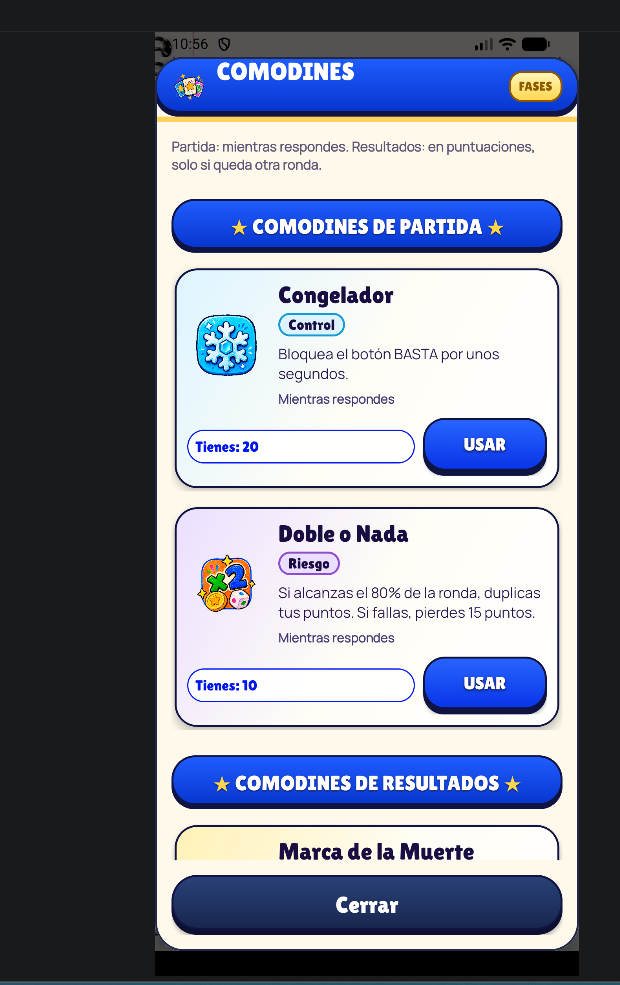 10:56
COMODINES
FASES
Partida: mientras respondes. Resultados: en puntuaciones,
solo si queda otra ronda.
★ COMODINES DE PARTIDA ★
Congelador
Control
Bloquea el botón BASTA por unos
segundos.
Mientras respondes
Tienes: 20
USAR
x2
Doble o Nada
Riesgo
Si alcanzas el 80% de la ronda, duplicas
tus puntos. Si fallas, pierdes 15 puntos.
Mientras respondes
Tienes: 10
USAR
★ COMODINES DE RESULTADOS ★
Marca de la Muerte
Cerrar